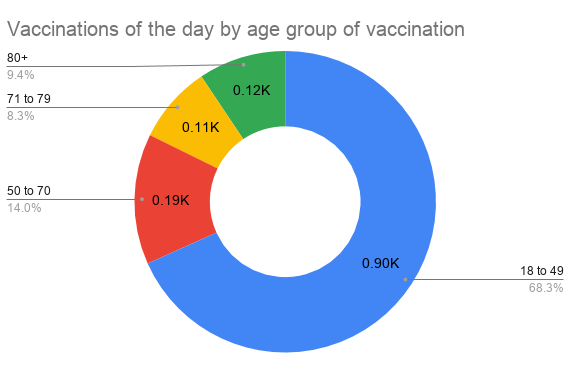 Vaccinations of the day by age group of vaccination
80+
9.4%
0.12K
71 to 79
8.3%
0.11K
50 to 70
14.0%
0.19K
0.90K
18 to 49
68.3%